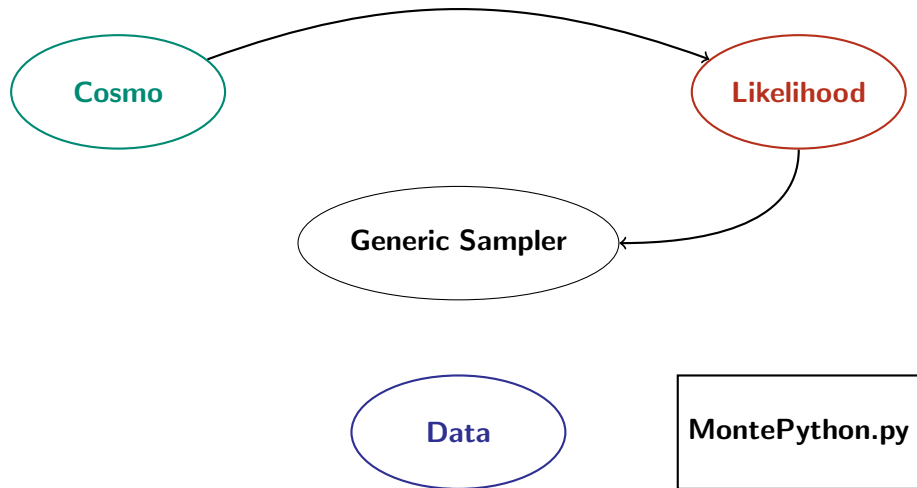 Cosmo
Likelihood
Generic Sampler
Data
MontePython.py